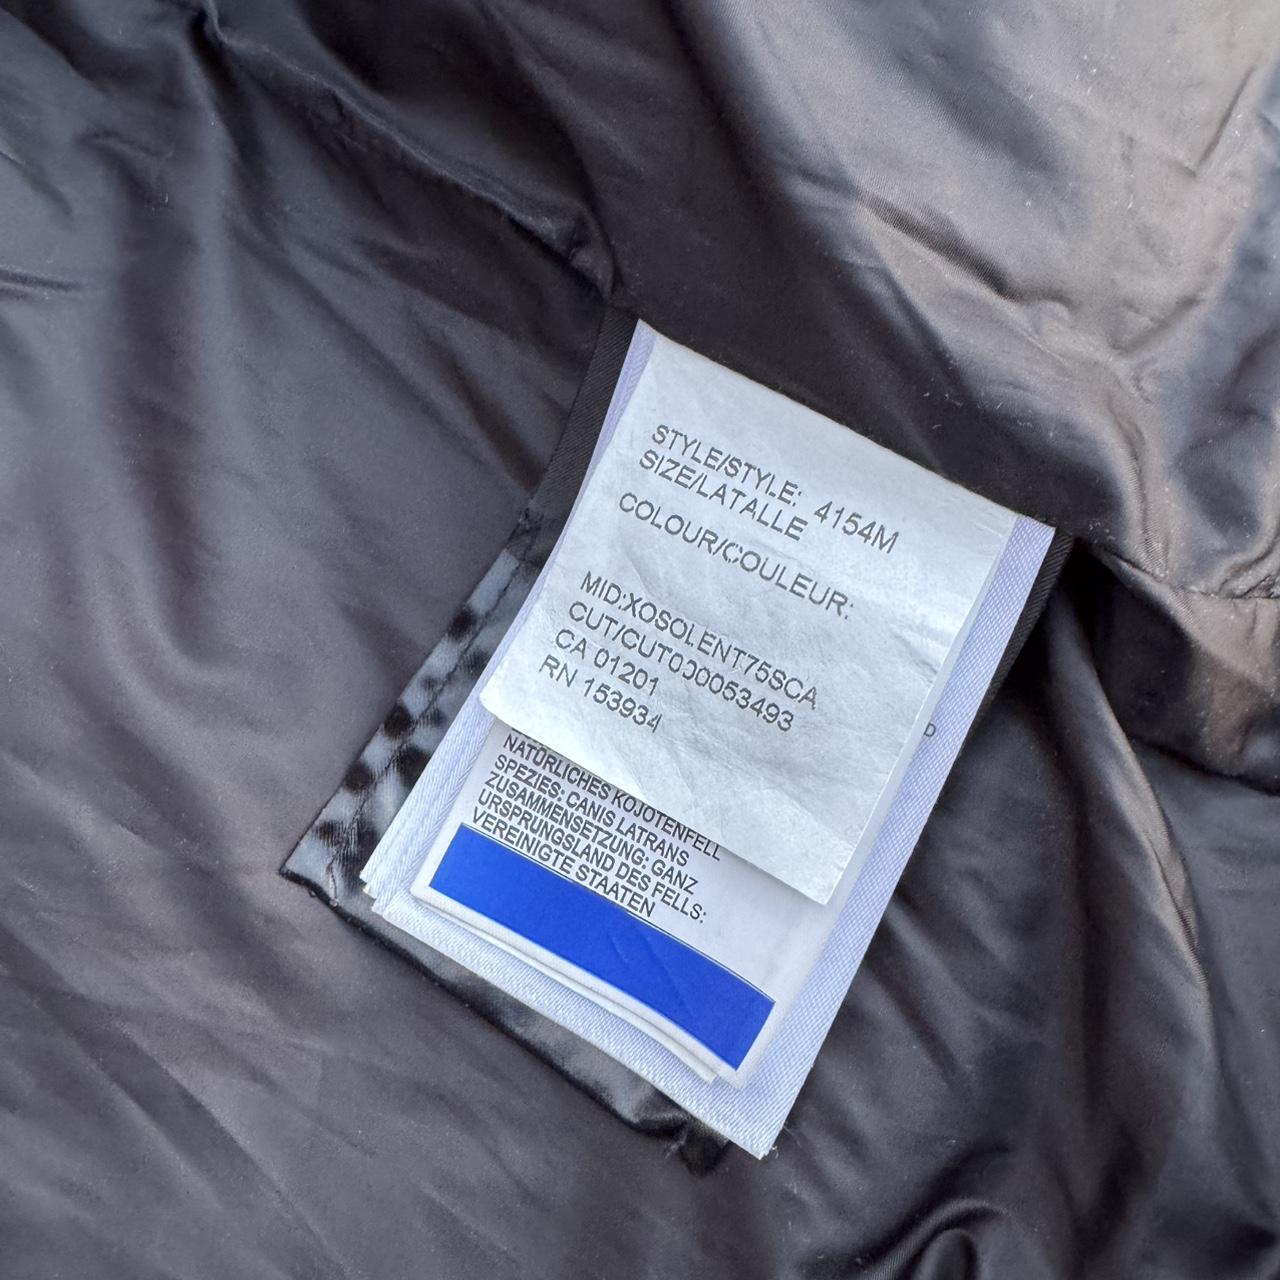 STYLE/STYLE: 4154M
SIZE/LATALLE
COLOUR/COULEUR:
MID:XOSOLENT75SCA
CUT/CUT000053493
CA 01201
RN 153934
D
NATÜRLICHES KOJOTENFELL
SPEZIES: CANIS LATRANS
ZUSAMMENSETZUNG: GANZ
URSPRUNGSLAND DES FELLS:
VEREINIGTE STAATEN